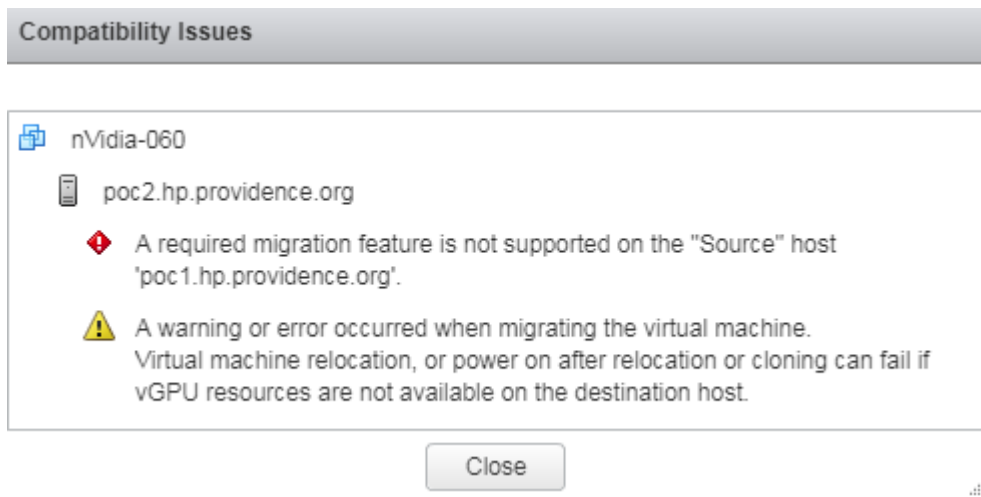 Compatibility Issues
nVidia-060
poc2.hp.providence.org
A required migration feature is not supported on the "Source" host
'poc1.hp.providence.org'.
A warning or error occurred when migrating the virtual machine.
Virtual machine relocation, or power on after relocation or cloning can fail if
vGPU resources are not available on the destination host.
Close